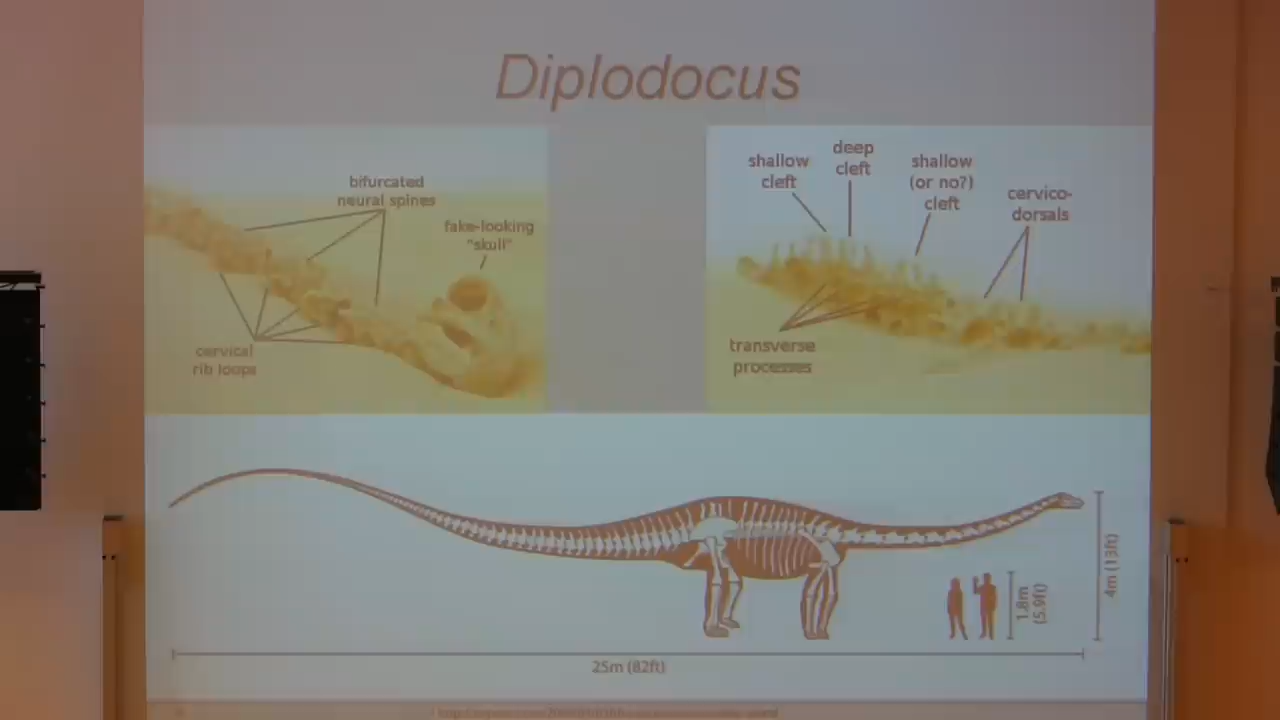 Diplodocus
bifurcated
neural spines
fake-looking
"skull"
cervical
rib loops
shallow
cleft
deep
cleft
shallow
(or no?)
cleft
cervico-
dorsals
transverse
processes
4m (13ft)
1.8m
(5.9ft)
25m (82ft)